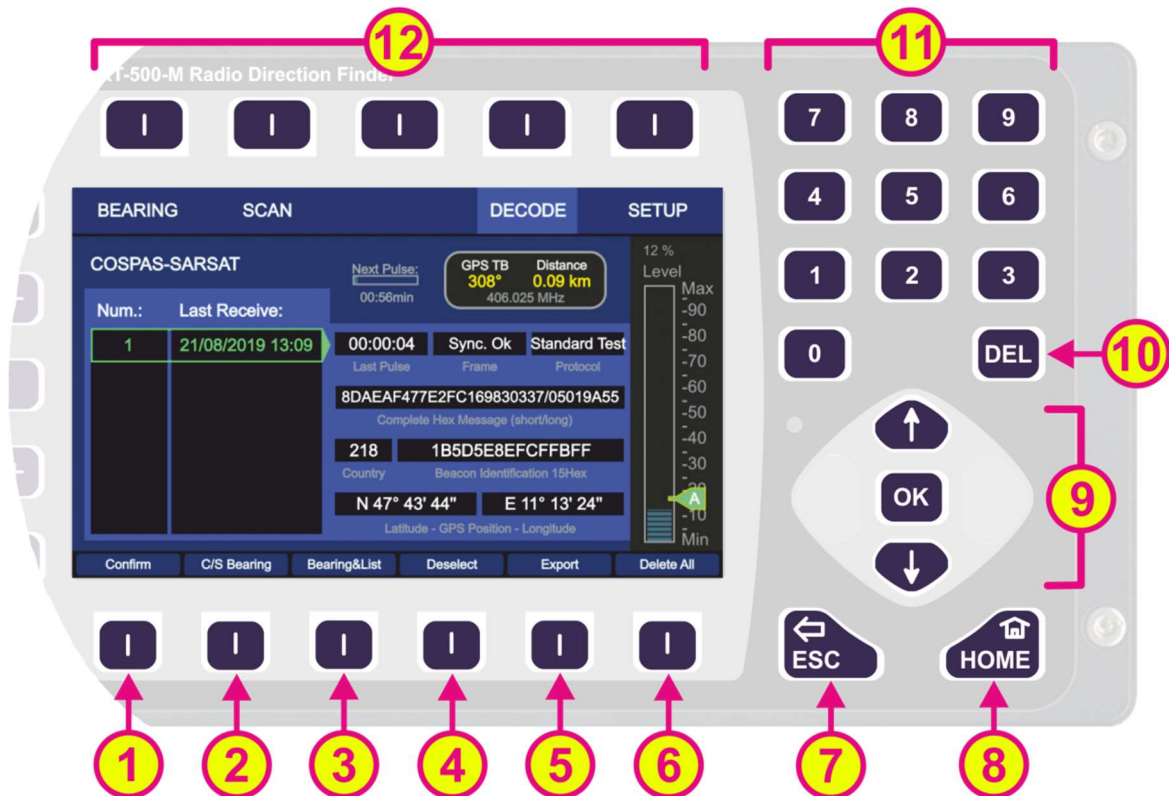 12
11
RT-500-M Radio Direction Finder
7 8 9
4 5 6
1 2 3
0 DEL
10
BEARING SCAN DECODE SETUP
COSPAS-SARSAT
Next Pulse:
00:56min
GPS TB Distance
308° 0.09 km
406.025 MHz
12 %
Level
Max
-90
-80
-70
-60
-50
-40
-30
-20
A
-10
Min
Num.: Last Receive:
1 21/08/2019 13:09
00:00:04 Sync. Ok Standard Test
Last Pulse Frame Protocol
8DAEAF477E2FC169830337/05019A55
Complete Hex Message (short/long)
218 1B5D5E8EFCFFBFF
Country Beacon Identification 15Hex
N 47° 43' 44" E 11° 13' 24"
Latitude - GPS Position - Longitude
Confirm C/S Bearing Bearing&List Deselect Export Delete All
OK
9
ESC HOME
1 2 3 4 5 6 7 8